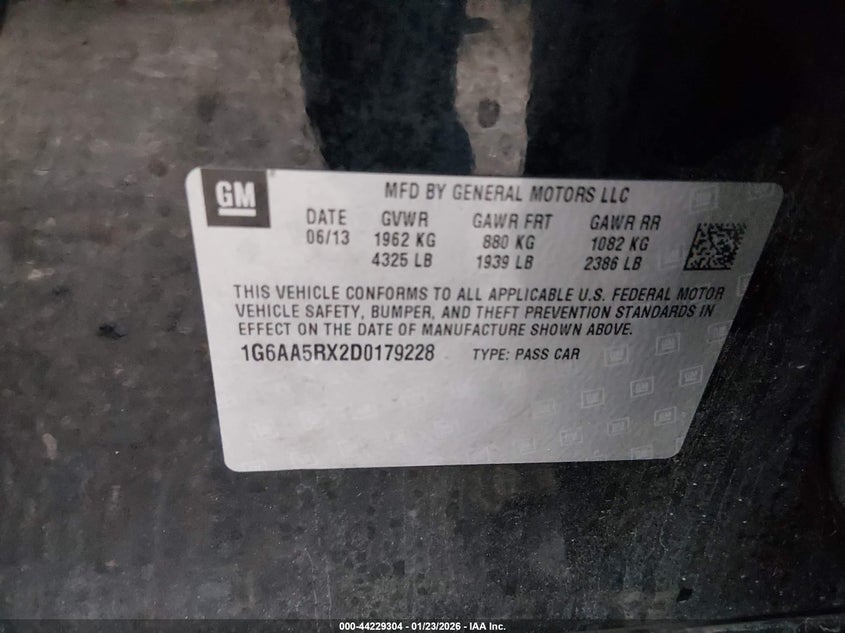 GM
MFD BY GENERAL MOTORS LLC
DATE GVWR GAWR FRT GAWR RR
06/13 1962 KG 880 KG 1082 KG
4325 LB 1939 LB 2386 LB
THIS VEHICLE CONFORMS TO ALL APPLICABLE U.S. FEDERAL MOTOR
VEHICLE SAFETY, BUMPER, AND THEFT PREVENTION STANDARDS IN
EFFECT ON THE DATE OF MANUFACTURE SHOWN ABOVE.
1G6AA5RX2D0179228 TYPE: PASS CAR
000-44229304 - 01/23/2026 - IAA Inc.